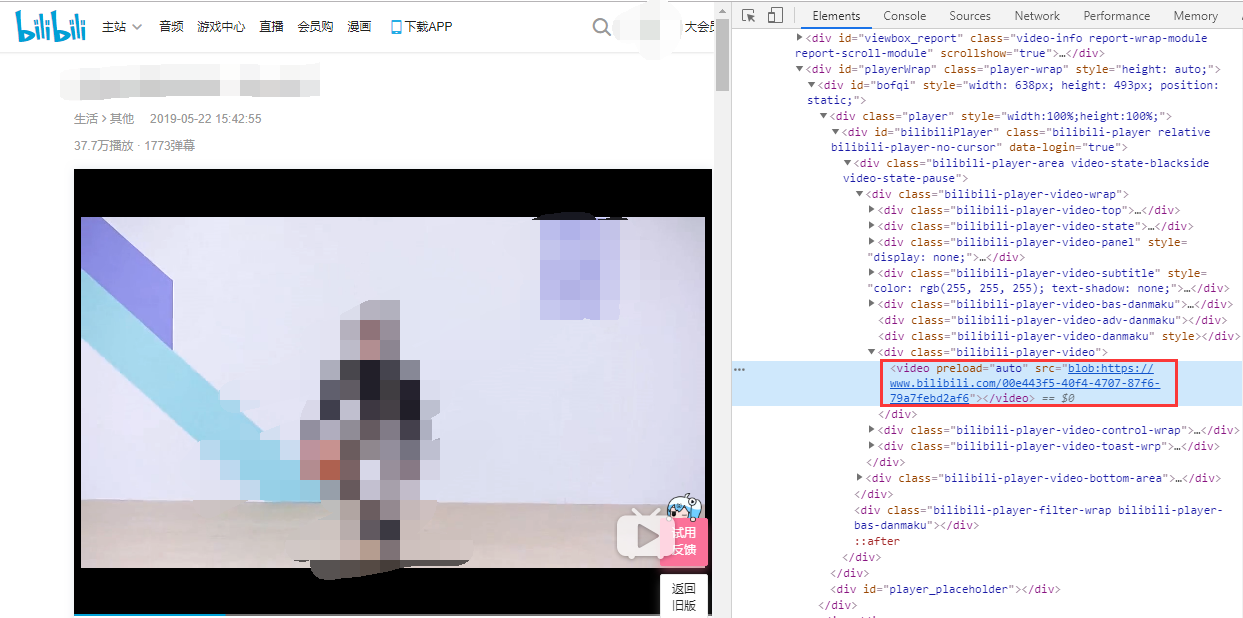 bilibili 主站 音频 游戏中心 直播 会员购 漫画 下载APP 大会员
生活 > 其他 2019-05-22 15:42:55
37.7万播放 · 1773弹幕
试用
反馈
返回
旧版
Elements Console Sources Network Performance Memory
▶<div id="viewbox_report" class="video-info report-wrap-module
report-scroll-module" scrollshow="true">…</div>
▼<div id="playerWrap" class="player-wrap" style="height: auto;">
▼<div id="bofqi" style="width: 638px; height: 493px; position:
static;">
▼<div class="player" style="width:100%;height:100%;">
▼<div id="bilibiliPlayer" class="bilibili-player relative
bilibili-player-no-cursor" data-login="true">
▼<div class="bilibili-player-area video-state-blackside
video-state-pause">
▼<div class="bilibili-player-video-wrap">
▶<div class="bilibili-player-video-top">…</div>
▶<div class="bilibili-player-video-state">…</div>
▶<div class="bilibili-player-video-panel" style=
"display: none;">…</div>
▶<div class="bilibili-player-video-subtitle" style=
"color: rgb(255, 255, 255); text-shadow: none;">…</div>
▶<div class="bilibili-player-video-bas-danmaku">…</div>
<div class="bilibili-player-video-adv-danmaku"></div>
<div class="bilibili-player-video-danmaku" style></div>
▼<div class="bilibili-player-video">
… <video preload="auto" src="blob:https://
www.bilibili.com/00e443f5-40f4-4707-87f6-
79a7febd2af6"></video> == $0
</div>
▶<div class="bilibili-player-video-control-wrap">…</div>
▶<div class="bilibili-player-video-toast-wrp">…</div>
</div>
▶<div class="bilibili-player-video-bottom-area">…</div>
</div>
<div class="bilibili-player-filter-wrap bilibili-player-
bas-danmaku"></div>
::after
</div>
</div>
<div id="player_placeholder"></div>
</div>